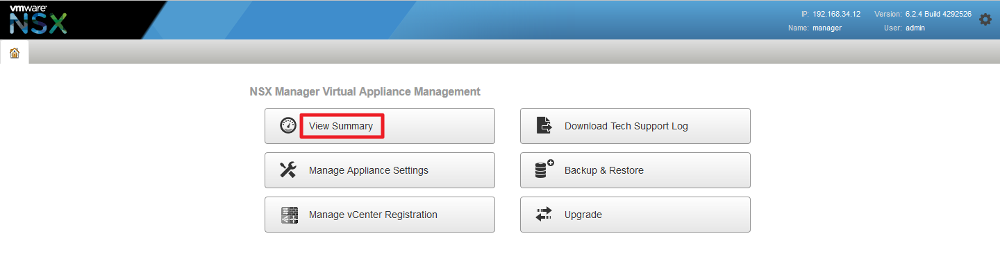 vmware
NSX
IP: 192.168.34.12 Version: 6.2.4 Build 4292526
Name: manager User: admin
NSX Manager Virtual Appliance Management
View Summary
Download Tech Support Log
Manage Appliance Settings
Backup & Restore
Manage vCenter Registration
Upgrade